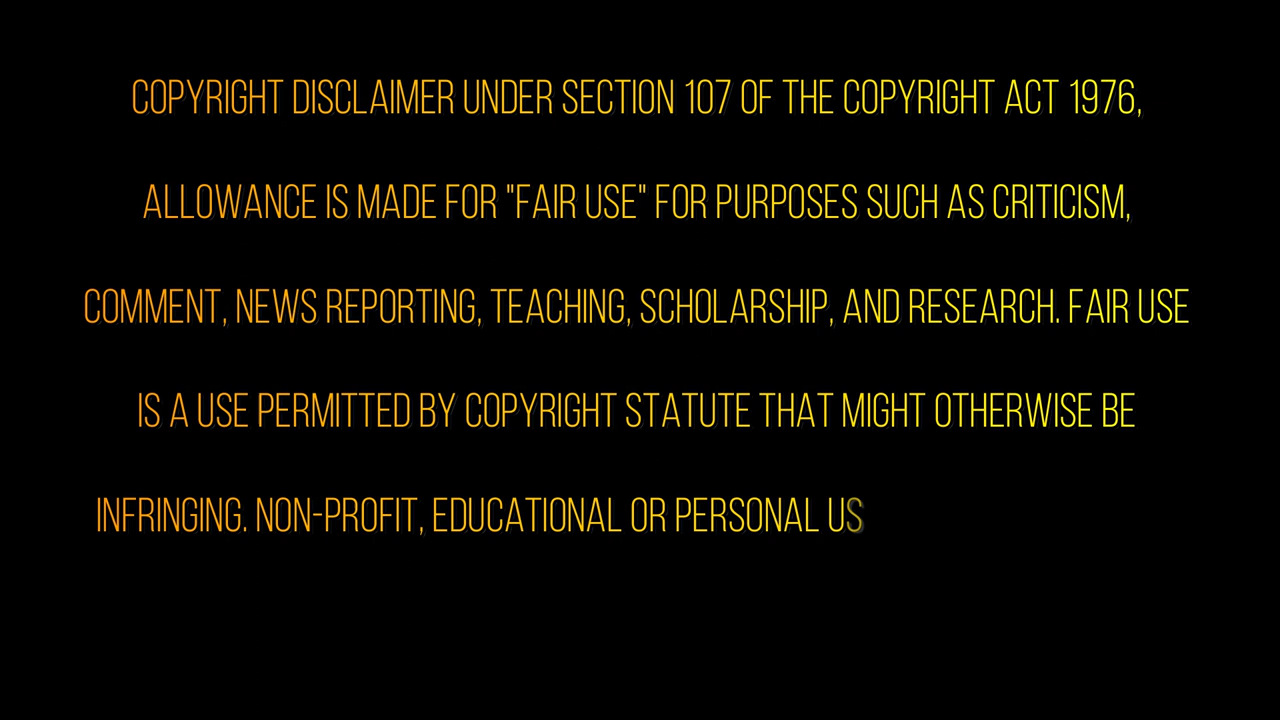 COPYRIGHT DISCLAIMER UNDER SECTION 107 OF THE COPYRIGHT ACT 1976,
ALLOWANCE IS MADE FOR "FAIR USE" FOR PURPOSES SUCH AS CRITICISM,
COMMENT, NEWS REPORTING, TEACHING, SCHOLARSHIP, AND RESEARCH. FAIR USE
IS A USE PERMITTED BY COPYRIGHT STATUTE THAT MIGHT OTHERWISE BE
INFRINGING. NON-PROFIT, EDUCATIONAL OR PERSONAL US